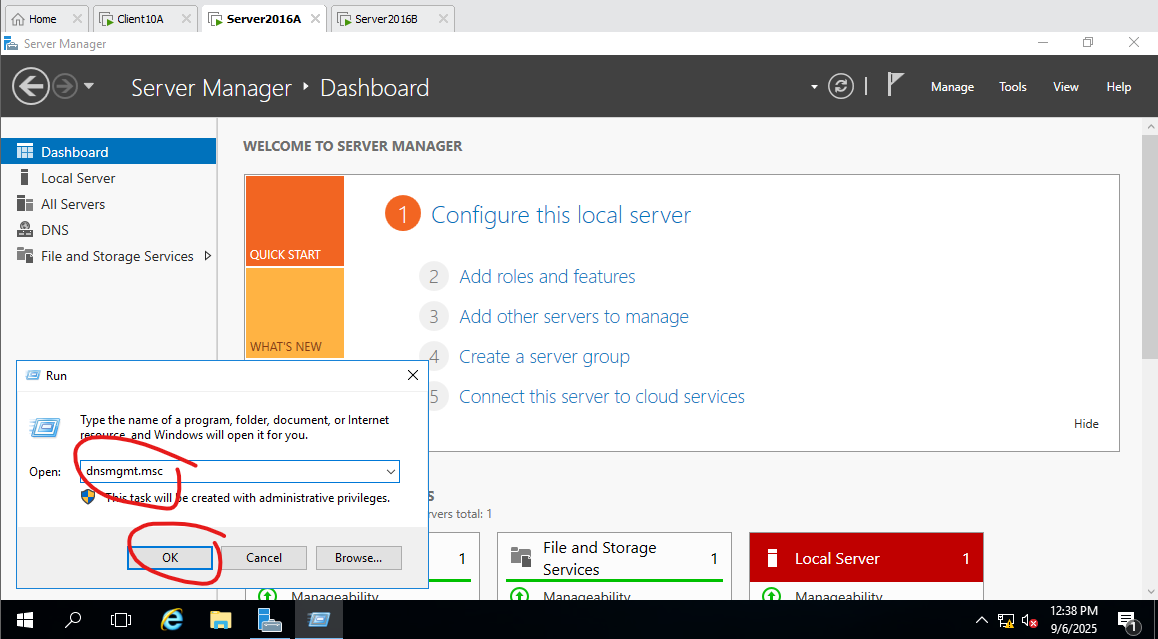 Home
Client10A
Server2016A
Server2016B
Server Manager
Server Manager
Dashboard
Manage
Tools
View
Help
Dashboard
Local Server
All Servers
DNS
File and Storage Services
WELCOME TO SERVER MANAGER
QUICK START
WHAT'S NEW
1 Configure this local server
2 Add roles and features
3 Add other servers to manage
4 Create a server group
5 Connect this server to cloud services
Hide
Run
Type the name of a program, folder, document, or Internet
resource, and Windows will open it for you.
Open: dnsmgmt.msc
This task will be created with administrative privileges.
OK
Cancel
Browse...
total: 1
1
Manageability
File and Storage
Services
1
Manageability
Local Server 1
Manageability
12:38 PM
9/6/2025
1